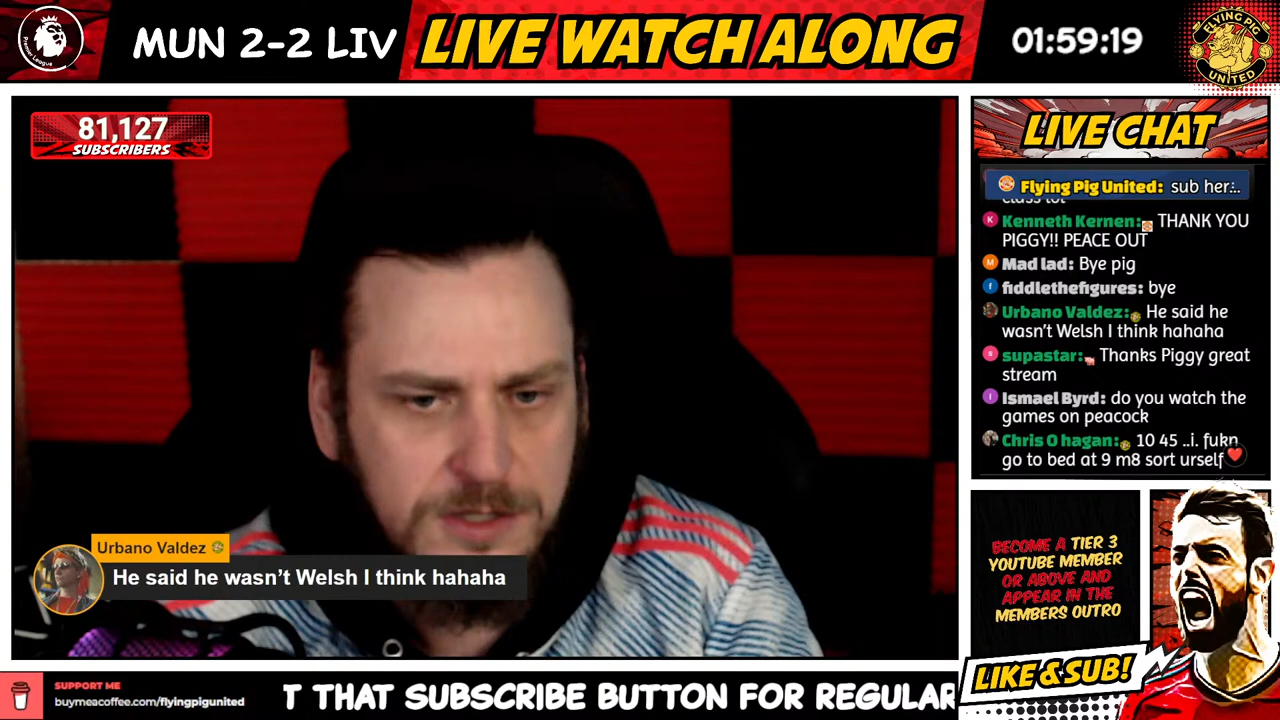 MUN 2-2 LIV
LIVE WATCH ALONG
01:59:19
Premier League
FLYING PIG
UNITED
81,127
SUBSCRIBERS
LIVE CHAT
Flying Pig United: sub her...
Kenneth Kernen: THANK YOU
PIGGY!! PEACE OUT
Mad lad: Bye pig
fiddlethefigures: bye
Urbano Valdez: He said he
wasn't Welsh I think hahaha
supastar: Thanks Piggy great
stream
Ismael Byrd: do you watch the
games on peacock
Chris O hagan: 10 45 ..i. fukn
go to bed at 9 m8 sort urself
Urbano Valdez
He said he wasn't Welsh I think hahaha
BECOME A TIER 3
YOUTUBE MEMBER
OR ABOVE AND
APPEAR IN THE
MEMBERS OUTRO
LIKE & SUB!
SUPPORT ME
buymeacoffee.com/flyingpigunited
T THAT SUBSCRIBE BUTTON FOR REGULAR